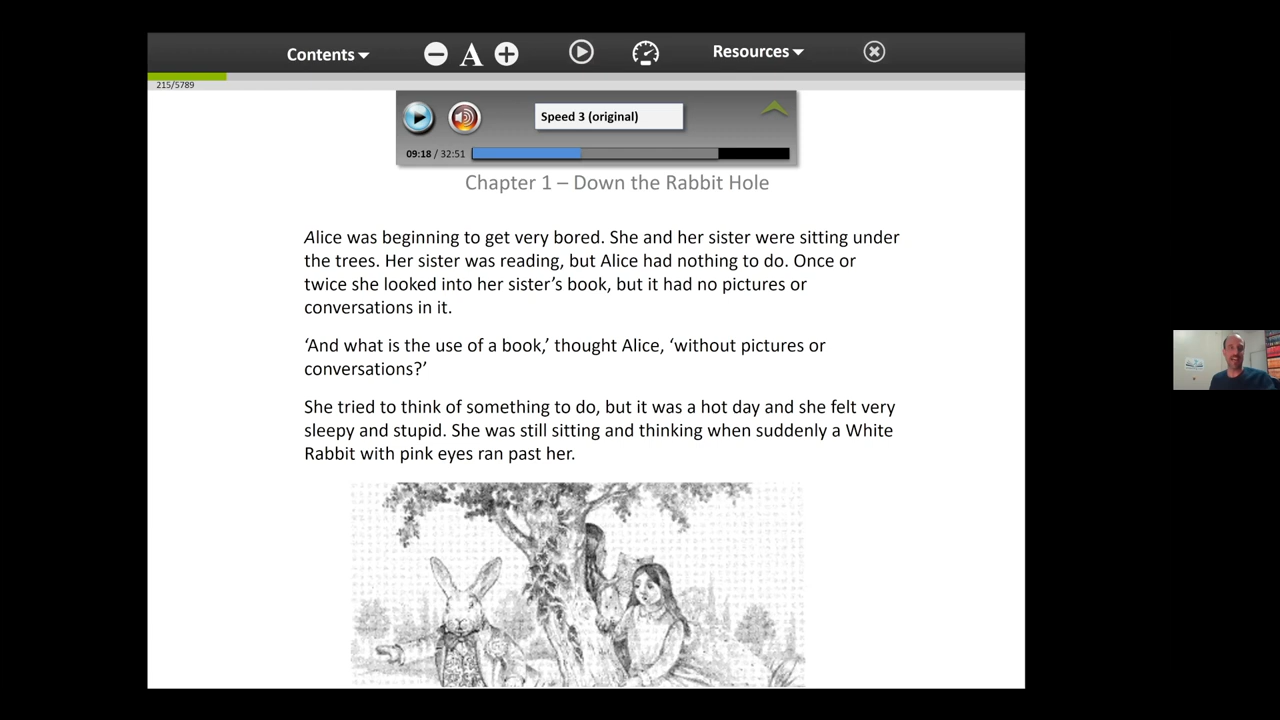 Contents
A
Resources
215/5789
Speed 3 (original)
09:18 / 32:51
Chapter 1 – Down the Rabbit Hole
Alice was beginning to get very bored. She and her sister were sitting under
the trees. Her sister was reading, but Alice had nothing to do. Once or
twice she looked into her sister’s book, but it had no pictures or
conversations in it.
‘And what is the use of a book,’ thought Alice, ‘without pictures or
conversations?’
She tried to think of something to do, but it was a hot day and she felt very
sleepy and stupid. She was still sitting and thinking when suddenly a White
Rabbit with pink eyes ran past her.